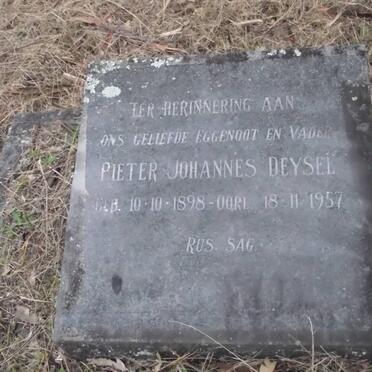 TER HERINNERING AAN
ONS GELIEFDE EGGENOOT EN VADER
PIETER JOHANNES DEYSEL
GEB. 10-10-1898-OORL. 18-11-1957
RUS SAG.